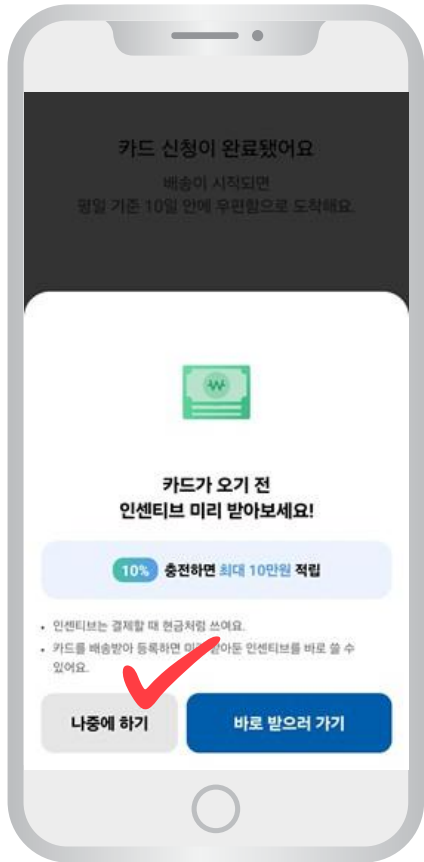 카드 신청이 완료됐어요
배송이 시작되면
평일 기준 10일 안에 우편함으로 도착해요.
카드가 오기 전
인센티브 미리 받아보세요!
10% 충전하면 최대 10만원 적립
• 인센티브는 결제할 때 현금처럼 쓰여요.
• 카드를 배송받아 등록하면 미리 받아둔 인센티브를 바로 쓸 수
있어요.
나중에 하기
바로 받으러 가기